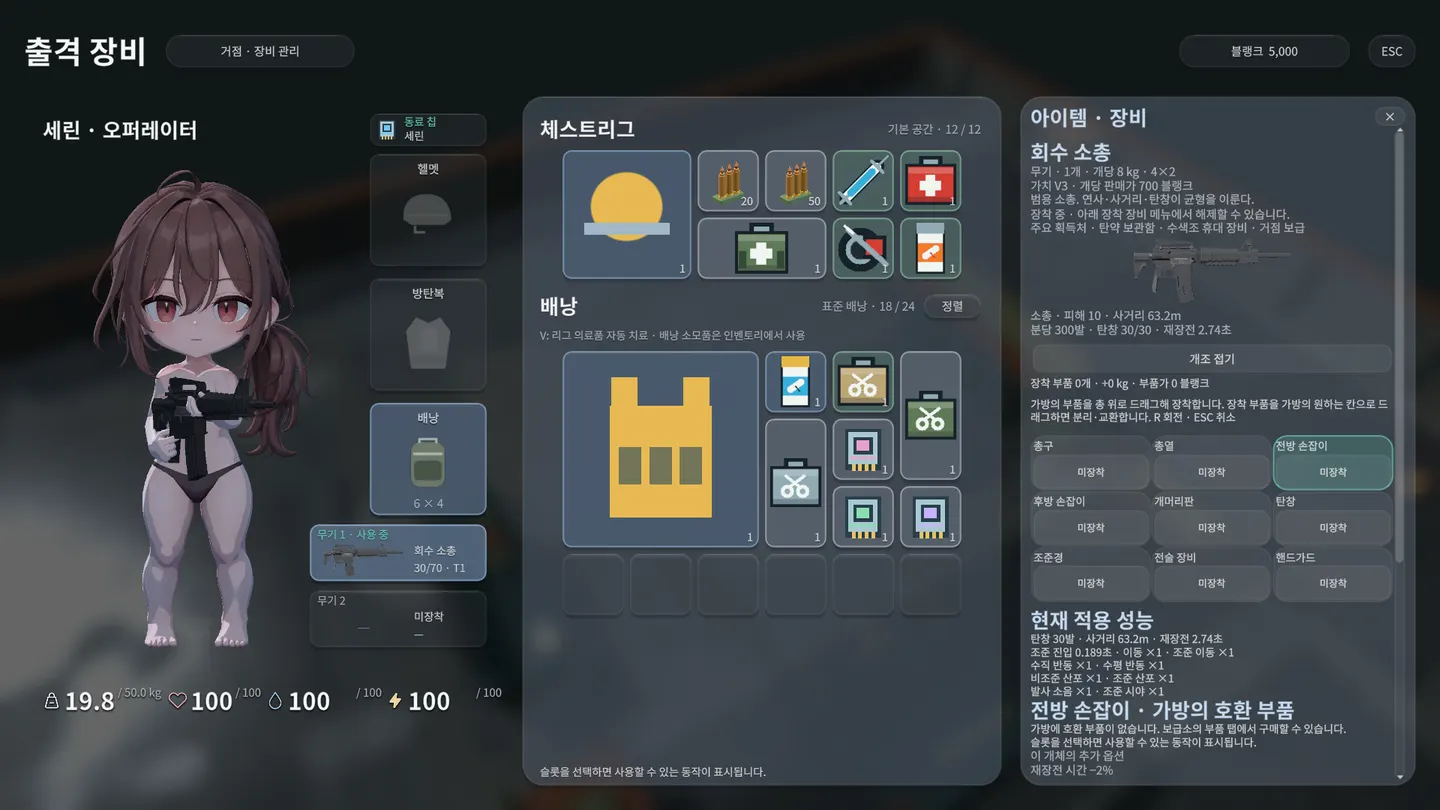 출격 장비
거점 · 장비 관리
블랭크 5,000
ESC
세린 · 오퍼레이터
동료 칩
세린
헬멧
방탄복
배낭
6 × 4
무기 1 · 사용 중
회수 소총
30/70 · T1
무기 2
미장착
—
—
19.8 / 50.0 kg
100 / 100
100 / 100
100 / 100
체스트리그
기본 공간 · 12 / 12
1
20
50
1
1
1
1
1
배낭
표준 배낭 · 18 / 24
정렬
V: 리그 의료품 자동 치료 · 배낭 소모품은 인벤토리에서 사용
1
1
1
1
1
1
1
1
슬롯을 선택하면 사용할 수 있는 동작이 표시됩니다.
아이템 · 장비
×
회수 소총
무기 · 1개 · 개당 8 kg · 4×2
가치 V3 · 개당 판매가 700 블랭크
범용 소총. 연사·사거리·탄창이 균형을 이룬다.
장착 중 · 아래 장착 장비 메뉴에서 해제할 수 있습니다.
주요 획득처 · 탄약 보관함 · 수색조 휴대 장비 · 거점 보급
소총 · 피해 10 · 사거리 63.2m
분당 300발 · 탄창 30/30 · 재장전 2.74초
개조 접기
장착 부품 0개 · +0 kg · 부품가 0 블랭크
가방의 부품을 총 위로 드래그해 장착합니다. 장착 부품을 가방의 원하는 칸으로 드
래그하면 분리·교환합니다. R 회전 · ESC 취소
총구
미장착
총열
미장착
전방 손잡이
미장착
후방 손잡이
미장착
개머리판
미장착
탄창
미장착
조준경
미장착
전술 장비
미장착
핸드가드
미장착
현재 적용 성능
탄창 30발 · 사거리 63.2m · 재장전 2.74초
조준 진입 0.189초 · 이동 ×1 · 조준 이동 ×1
수직 반동 ×1 · 수평 반동 ×1
비조준 산포 ×1 · 조준 산포 ×1
발사 소음 ×1 · 조준 시야 ×1
전방 손잡이 · 가방의 호환 부품
가방에 호환 부품이 없습니다. 보급소의 부품 탭에서 구매할 수 있습니다.
슬롯을 선택하면 사용할 수 있는 동작이 표시됩니다.
이 개체의 추가 옵션
재장전 시간 −2%